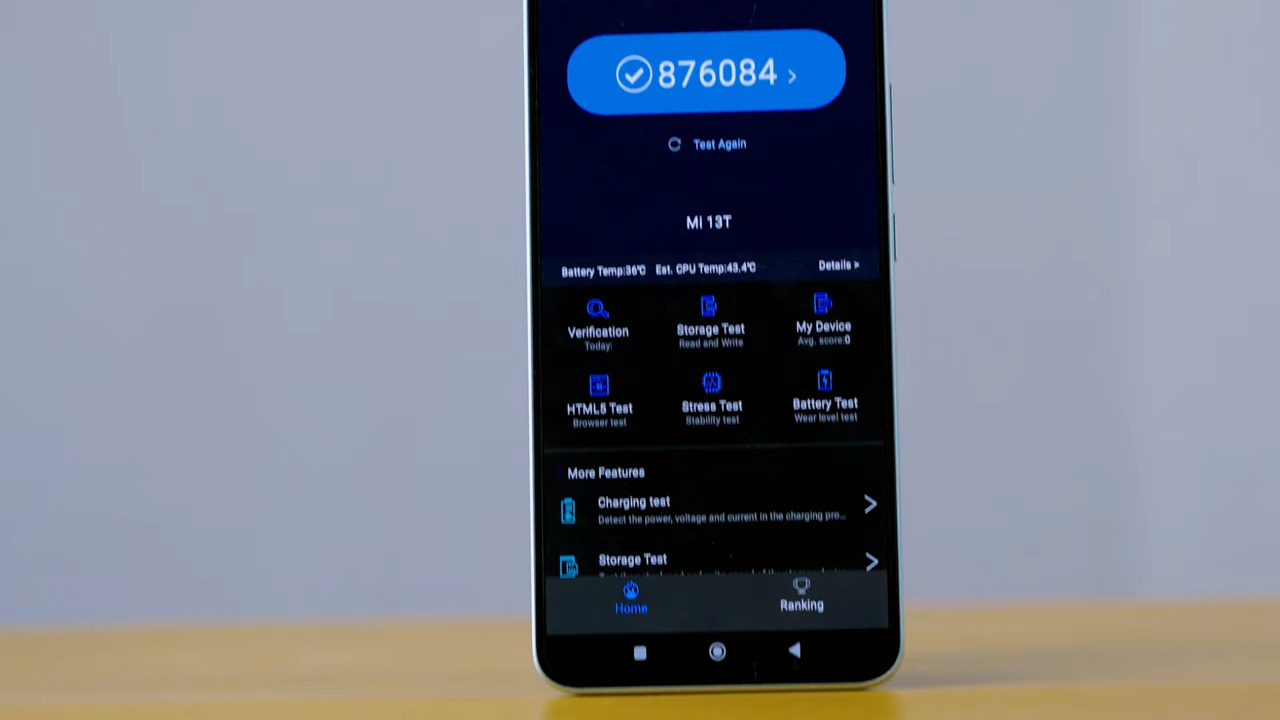 876084 >
Test Again
Mi 13T
Battery Temp:36℃ Est. CPU Temp:43.4℃ Details >
Verification Storage Test My Device
Today: Read and Write Avg. score:0
HTML5 Test Stress Test Battery Test
Browser test Stability test Wear level test
More Features
Charging test
Detect the power, voltage and current in the charging pro...
Storage Test
Home Ranking